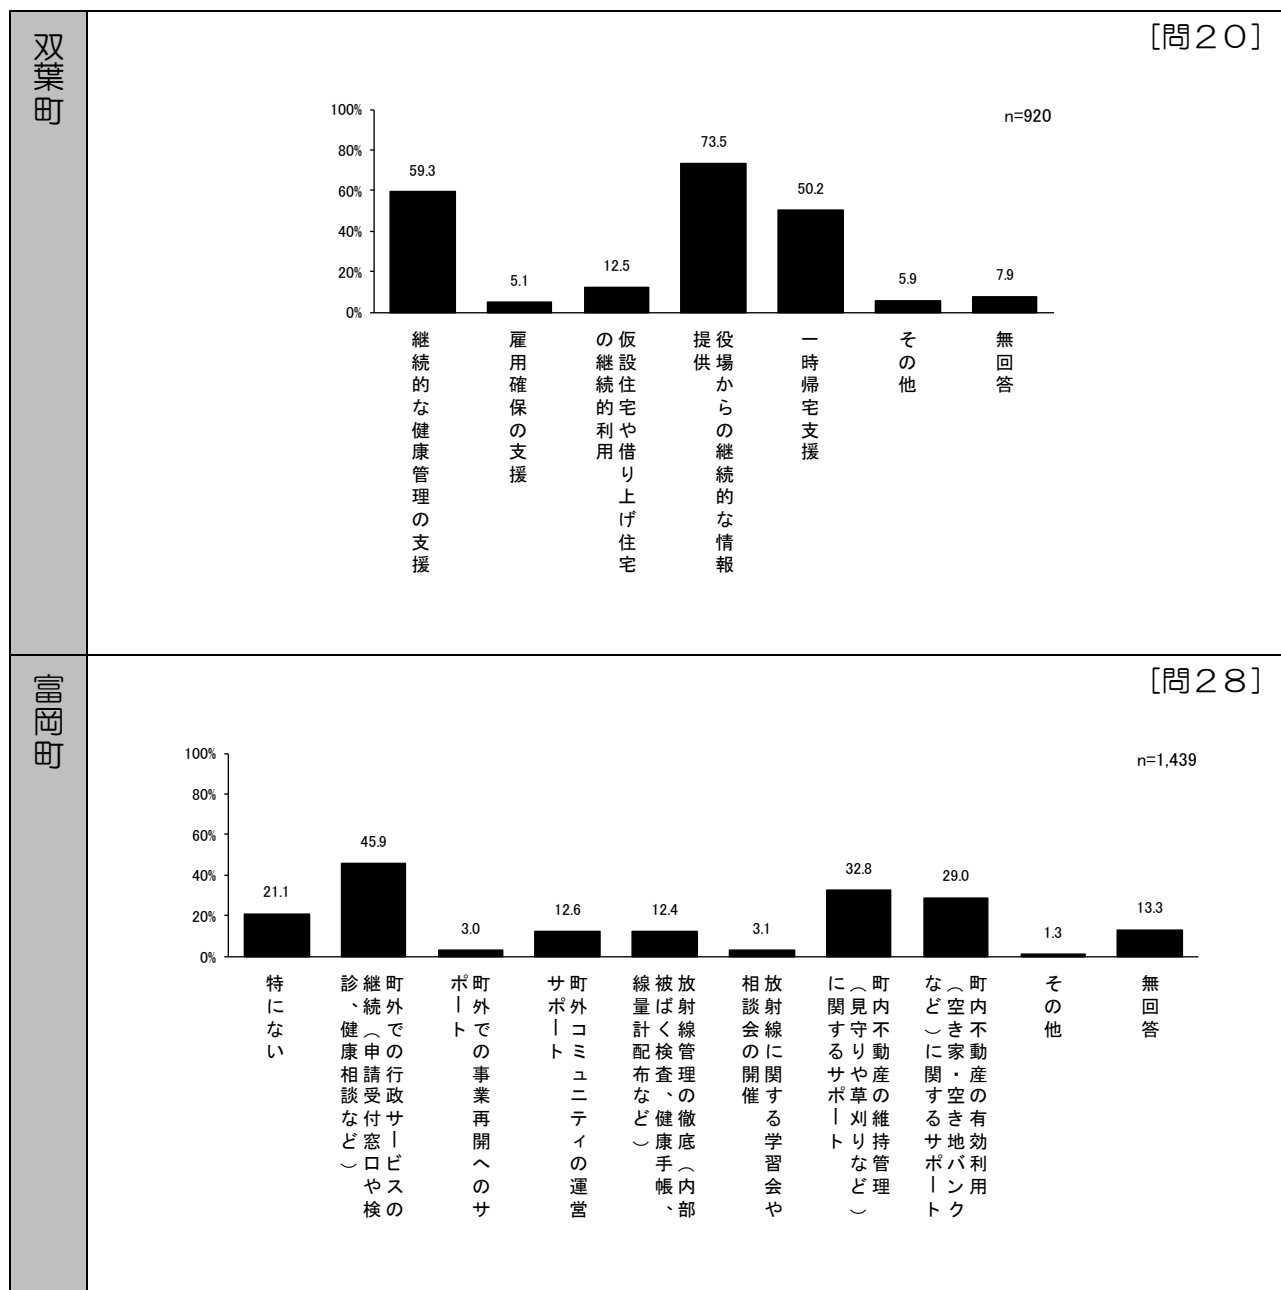 双葉町
[問２０]
n=920
100%
80%
60%
40%
20%
0%
59.3
5.1
12.5
73.5
50.2
5.9
7.9
継続的な健康管理の支援
雇用確保の支援
仮設住宅や借り上げ住宅
の継続的利用
役場からの継続的な情報
提供
一時帰宅支援
その他
無回答
富岡町
[問２８]
n=1,439
100%
80%
60%
40%
20%
0%
21.1
45.9
3.0
12.6
12.4
3.1
32.8
29.0
1.3
13.3
特にない
町外での行政サービスの
継続（申請受付窓口や検
診、健康相談など）
町外での事業再開へのサ
ポート
町外コミュニティの運営
サポート
放射線管理の徹底（内部
被ばく検査、健康手帳、
線量計配布など）
放射線に関する学習会や
相談会の開催
町内不動産の維持管理
（見守りや草刈りなど）
に関するサポート
町内不動産の有効利用
（空き家・空き地バンク
など）に関するサポート
その他
無回答